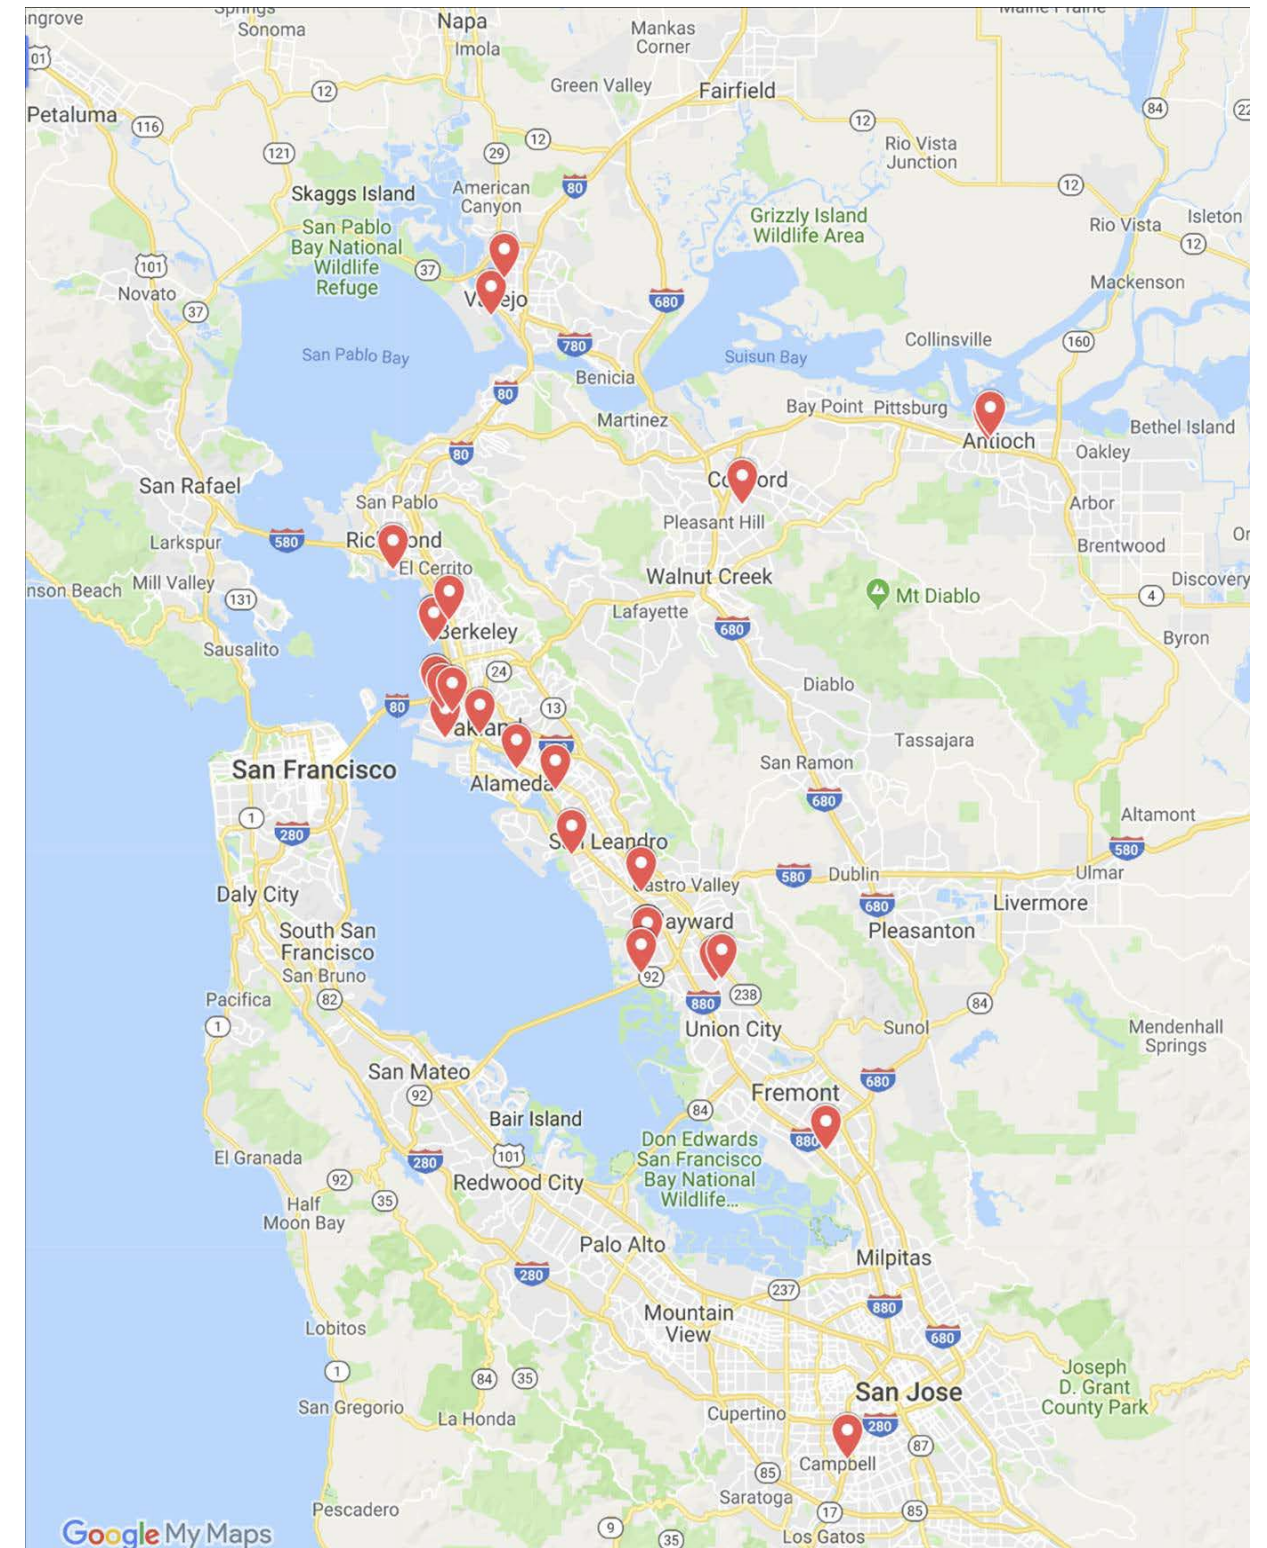 Sonoma
Napa
Imola
Mankas
Corner
Green Valley
Fairfield
Petaluma
116
12
12
121
29
80
12
84
Rio Vista
Junction
12
Skaggs Island
American
Canyon
San Pablo
Bay National
Wildlife
Refuge
Grizzly Island
Wildlife Area
Rio Vista
Isleton
12
101
Novato
37
37
680
Mackenson
San Pablo Bay
780
Suisun Bay
Collinsville
160
80
Benicia
Martinez
Bay Point
Pittsburg
Bethel Island
Antioch
Oakley
80
San Rafael
San Pablo
Arbor
Pleasant Hill
Larkspur
580
El Cerrito
Brentwood
Mill Valley
131
Walnut Creek
Mt Diablo
Discovery
4
Lafayette
Berkeley
680
Byron
Sausalito
24
Diablo
80
13
Tassajara
San Francisco
Alameda
San Ramon
680
1
280
Altamont
580
Leandro
Daly City
Castro Valley
580
Dublin
680
Ulmar
Livermore
South San
Francisco
Pleasanton
San Bruno
92
Pacifica
82
880
238
84
1
Union City
Sunol
Mendenhall
Springs
San Mateo
92
680
Fremont
84
Bair Island
880
Don Edwards
San Francisco
Bay National
Wildlife...
El Granada
280
101
92
Redwood City
35
Half
Moon Bay
Palo Alto
Milpitas
280
237
880
Mountain
View
680
Lobitos
Joseph
D. Grant
County Park
1
84
35
San Jose
San Gregorio
La Honda
Cupertino
280
87
Campbell
85
Saratoga
Pescadero
17
85
9
35
Los Gatos
Google My Maps